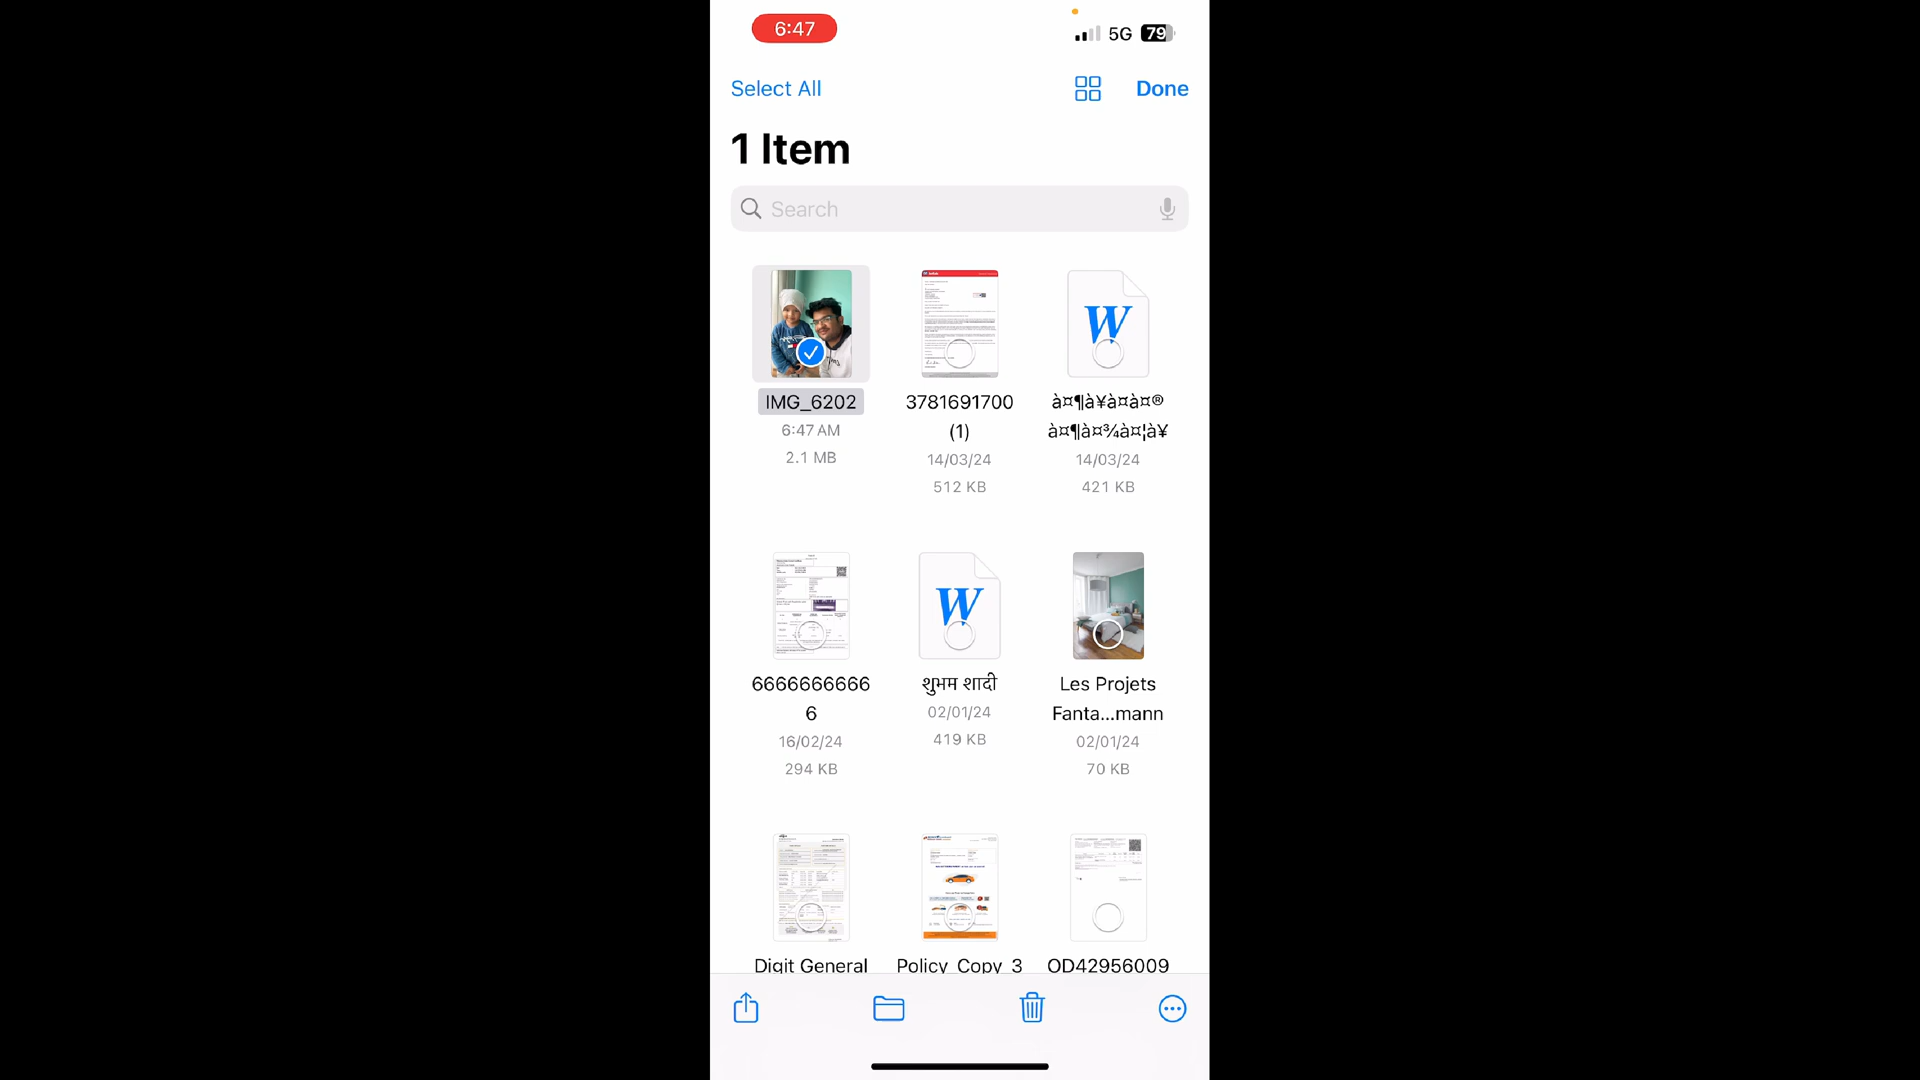 6:47
5G 79
Select All
Done
1 Item
Search
W
IMG_6202
6:47 AM
2.1 MB
3781691700
(1)
14/03/24
512 KB
à¤¶à¥à¤à¤®
à¤¶à¤¾à¤¦à¥
14/03/24
421 KB
W
6666666666
6
16/02/24
294 KB
शुभम शादी
02/01/24
419 KB
Les Projets
Fanta...mann
02/01/24
70 KB
Digit General
Policy_Copy_3
OD42956009